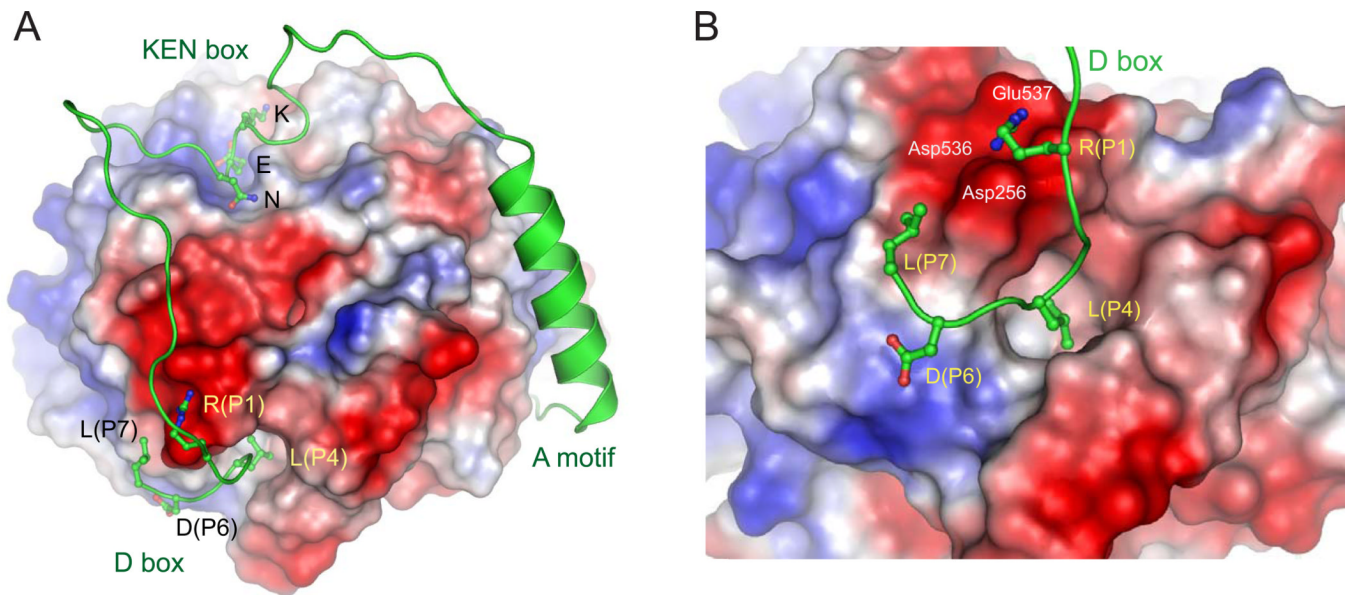 A
KEN box
K
E
N
R(P1)
L(P7)
L(P4)
A motif
D(P6)
D box
B
D box
Glu537
Asp536
R(P1)
Asp256
L(P7)
L(P4)
D(P6)